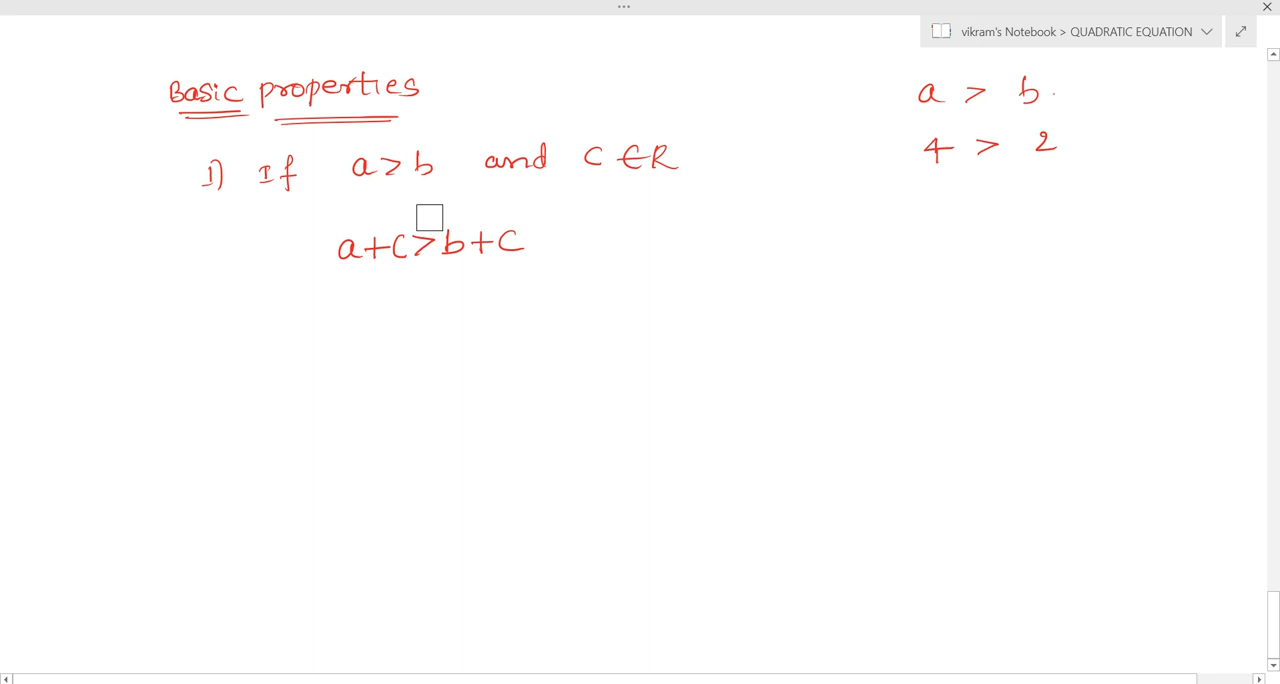 vikram's Notebook > QUADRATIC EQUATION
Basic properties
1) If a > b and C ∈ R
a+C > b+C
a > b
4 > 2